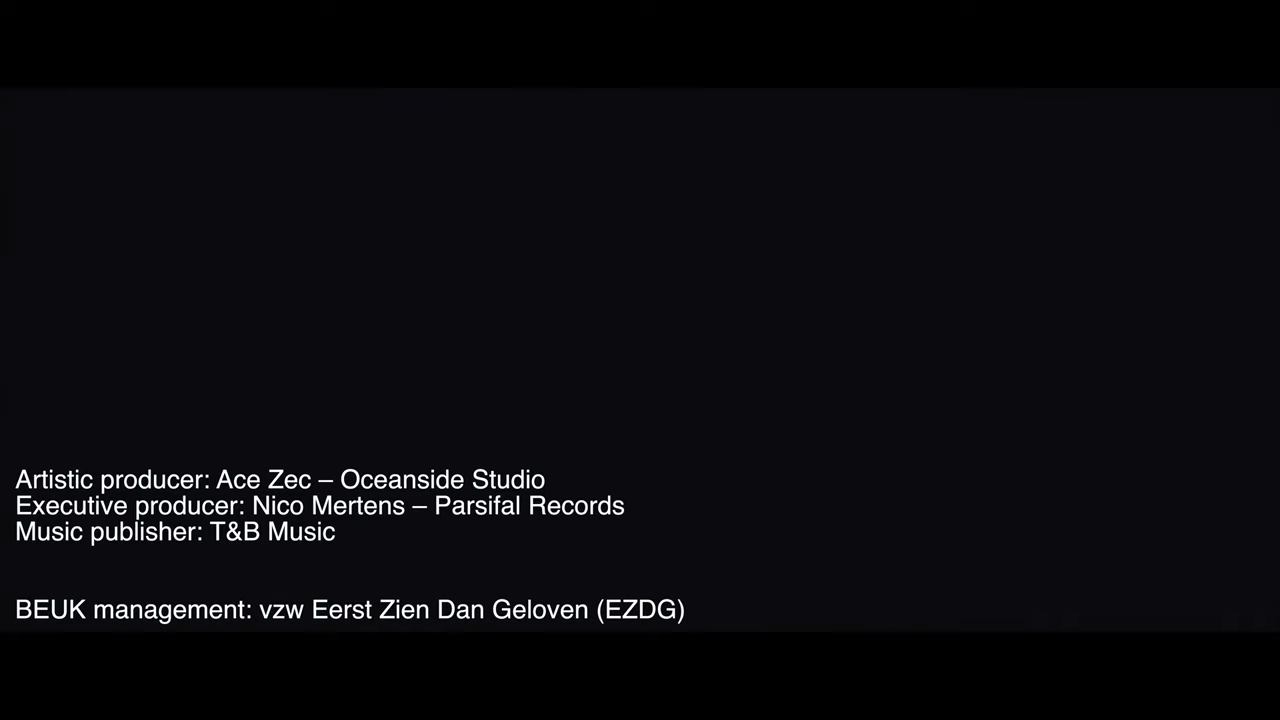 Artistic producer: Ace Zec – Oceanside Studio
Executive producer: Nico Mertens – Parsifal Records
Music publisher: T&B Music
BEUK management: vzw Eerst Zien Dan Geloven (EZDG)